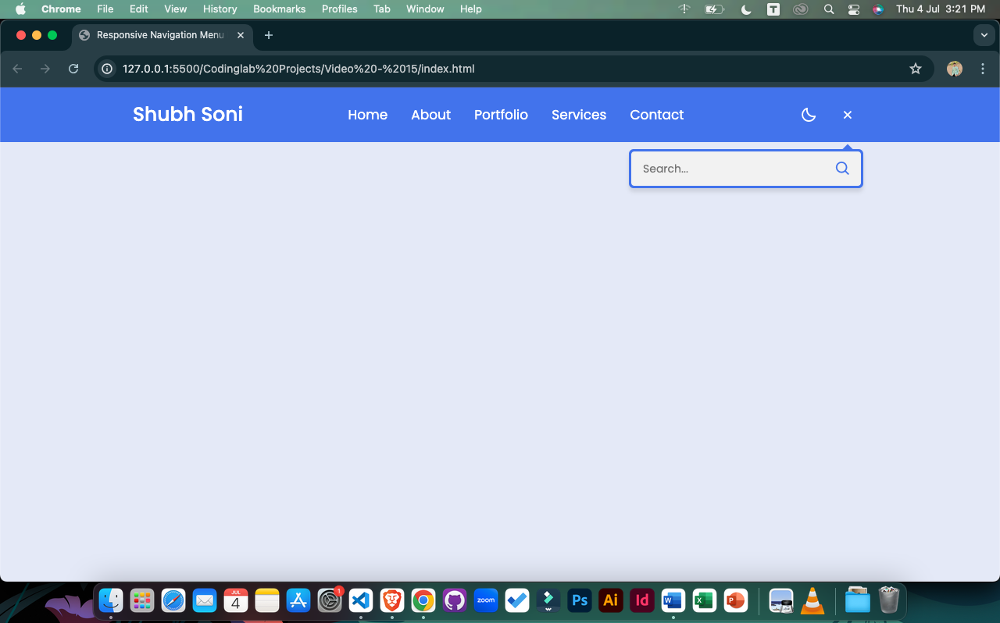 Chrome File Edit View History Bookmarks Profiles Tab Window Help T Thu 4 Jul 3:21 PM
Responsive Navigation Menu
127.0.0.1:5500/Codinglab%20Projects/Video%20-%2015/index.html
Shubh Soni Home About Portfolio Services Contact
Search...
JUL 4 1 zoom Ps Ai Id W X P